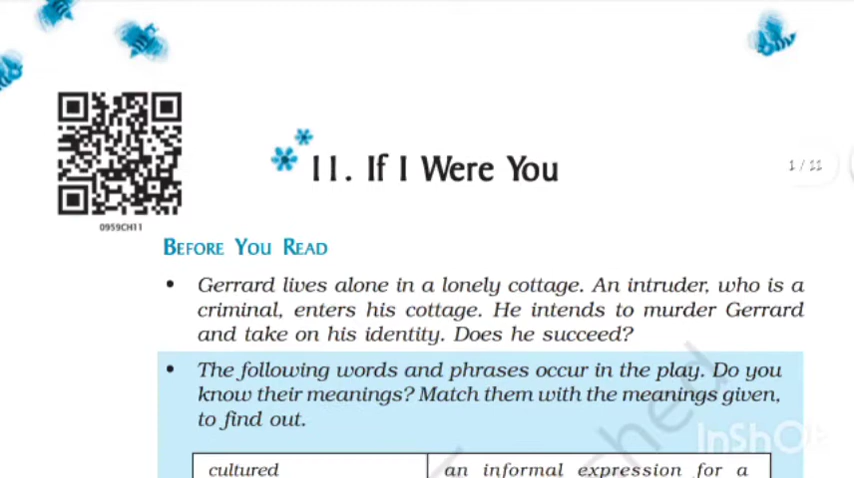 0959CH11
11. If I Were You
1 / 11
BEFORE YOU READ
• Gerrard lives alone in a lonely cottage. An intruder, who is a
criminal, enters his cottage. He intends to murder Gerrard
and take on his identity. Does he succeed?
• The following words and phrases occur in the play. Do you
know their meanings? Match them with the meanings given,
to find out.
cultured
an informal expression for a
InShOt